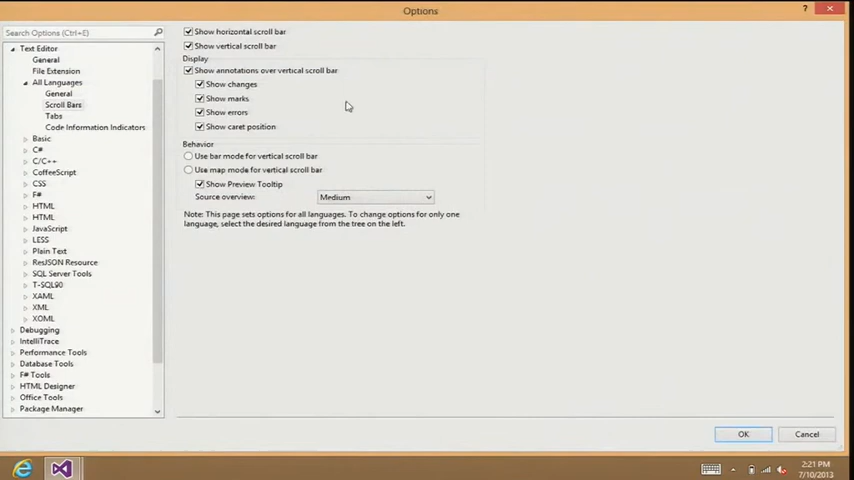 Options
?
Search Options (Ctrl+E)
Text Editor
General
File Extension
All Languages
General
Scroll Bars
Tabs
Code Information Indicators
Basic
C#
C/C++
CoffeeScript
CSS
F#
HTML
HTML
JavaScript
LESS
Plain Text
ResJSON Resource
SQL Server Tools
T-SQL90
XAML
XML
XOML
Debugging
IntelliTrace
Performance Tools
Database Tools
F# Tools
HTML Designer
Office Tools
Package Manager
Show horizontal scroll bar
Show vertical scroll bar
Display
Show annotations over vertical scroll bar
Show changes
Show marks
Show errors
Show caret position
Behavior
Use bar mode for vertical scroll bar
Use map mode for vertical scroll bar
Show Preview Tooltip
Source overview: Medium
Note: This page sets options for all languages. To change options for only one
language, select the desired language from the tree on the left.
OK Cancel
2:21 PM
7/10/2013